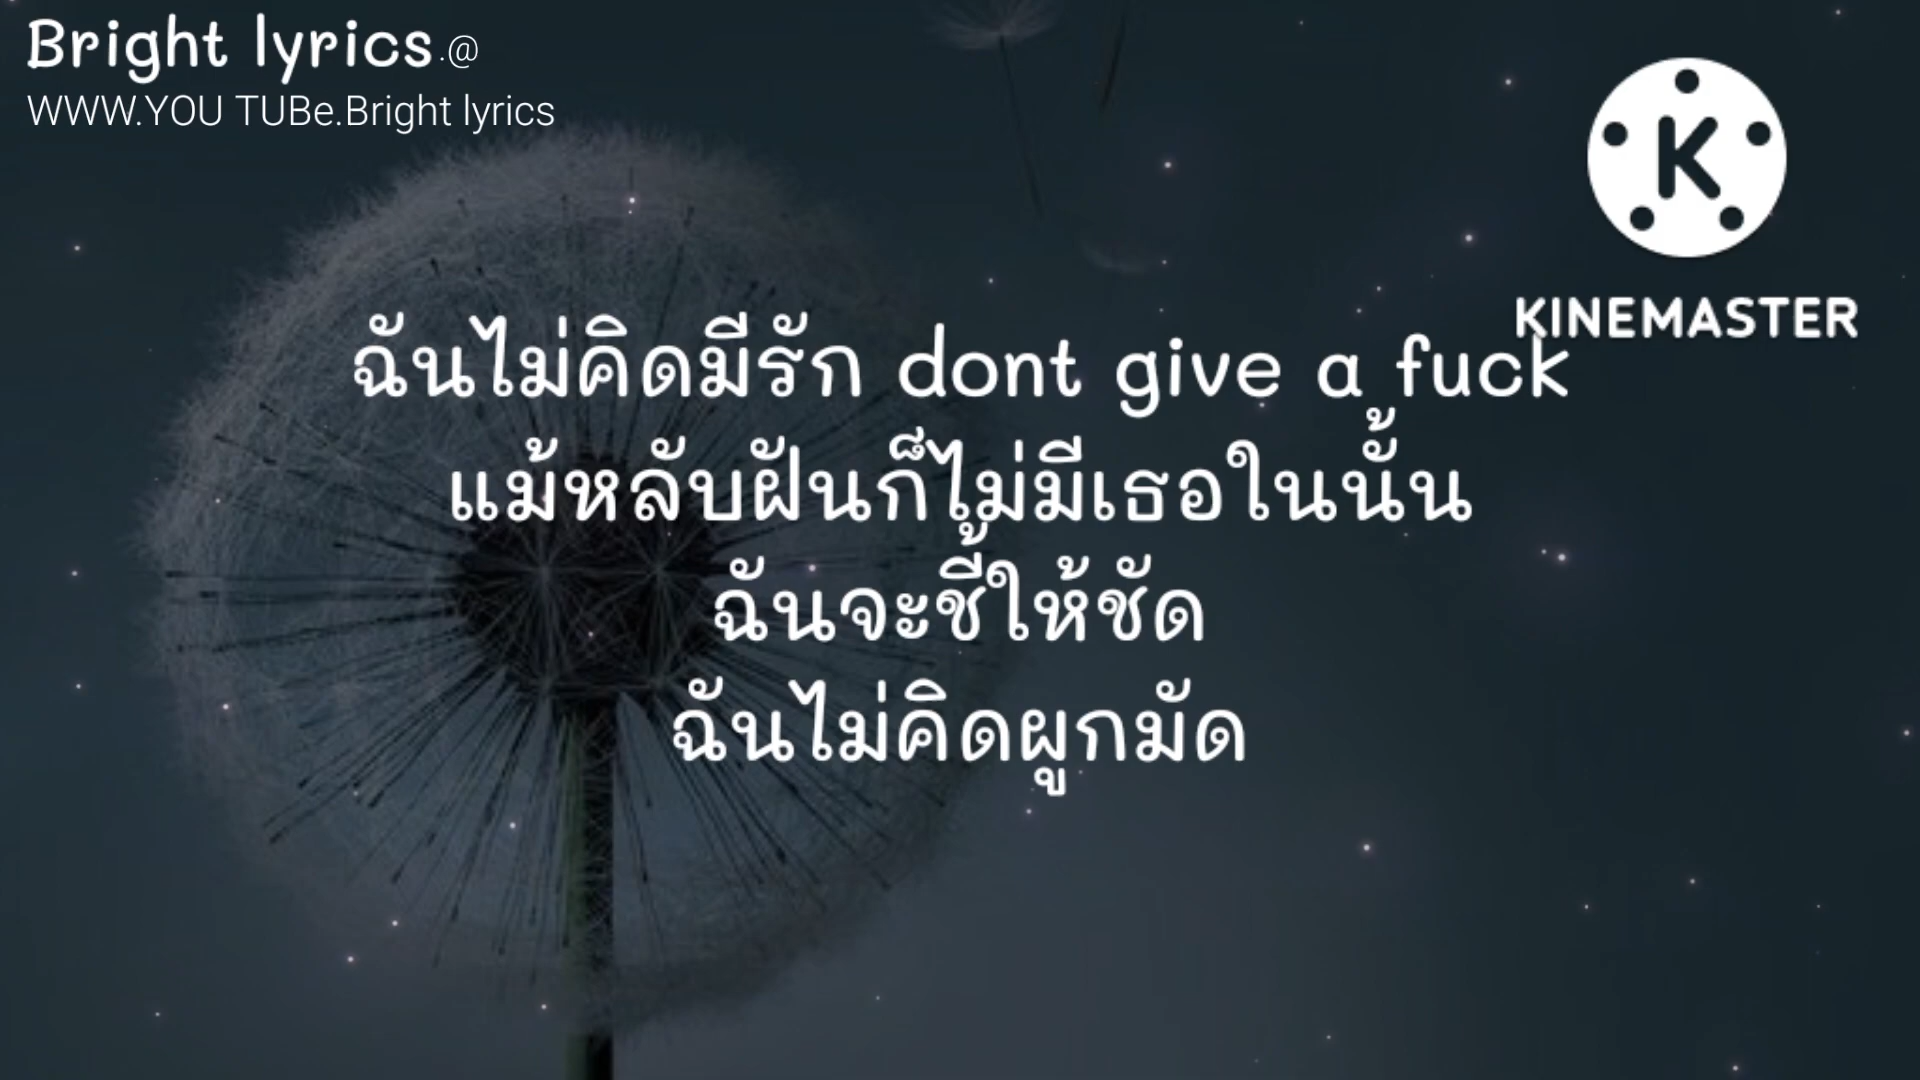 Bright lyrics.@
WWW.YOU TUBe.Bright lyrics
K
KINEMASTER
ฉันไม่คิดมีรัก dont give a fuck
แม้หลับฝันก็ไม่มีเธอในนั้น
ฉันจะชี้ให้ชัด
ฉันไม่คิดผูกมัด